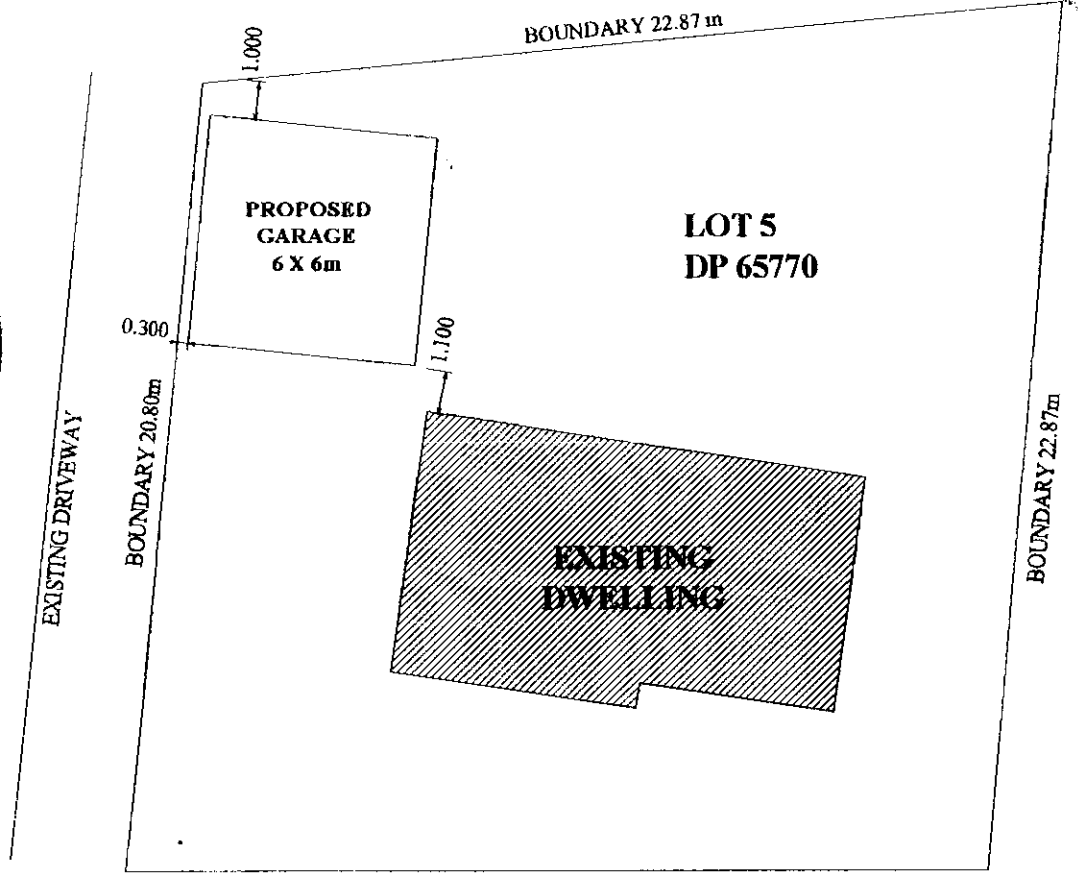 BOUNDARY 22.87 m
1.000
PROPOSED
GARAGE
6 X 6m
LOT 5
DP 65770
0.300
1.100
EXISTING DRIVEWAY
BOUNDARY 20.80m
BOUNDARY 22.87m
EXISTING
DWELLING